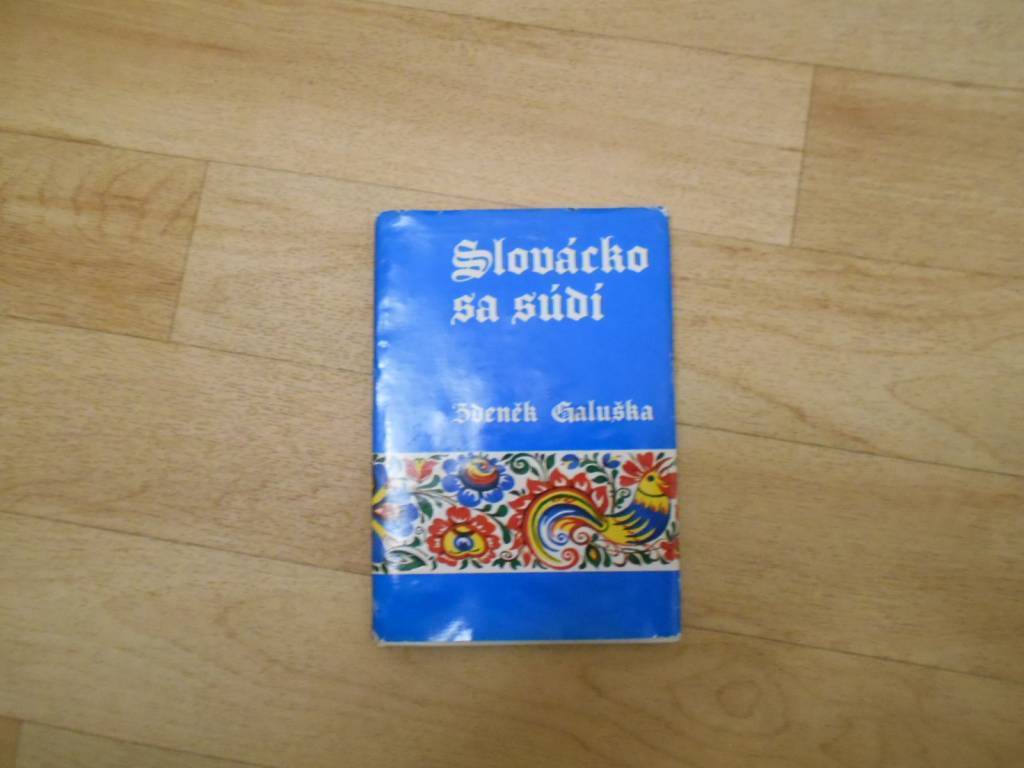 Slovácko
sa súdí
Zdeněk Galuška